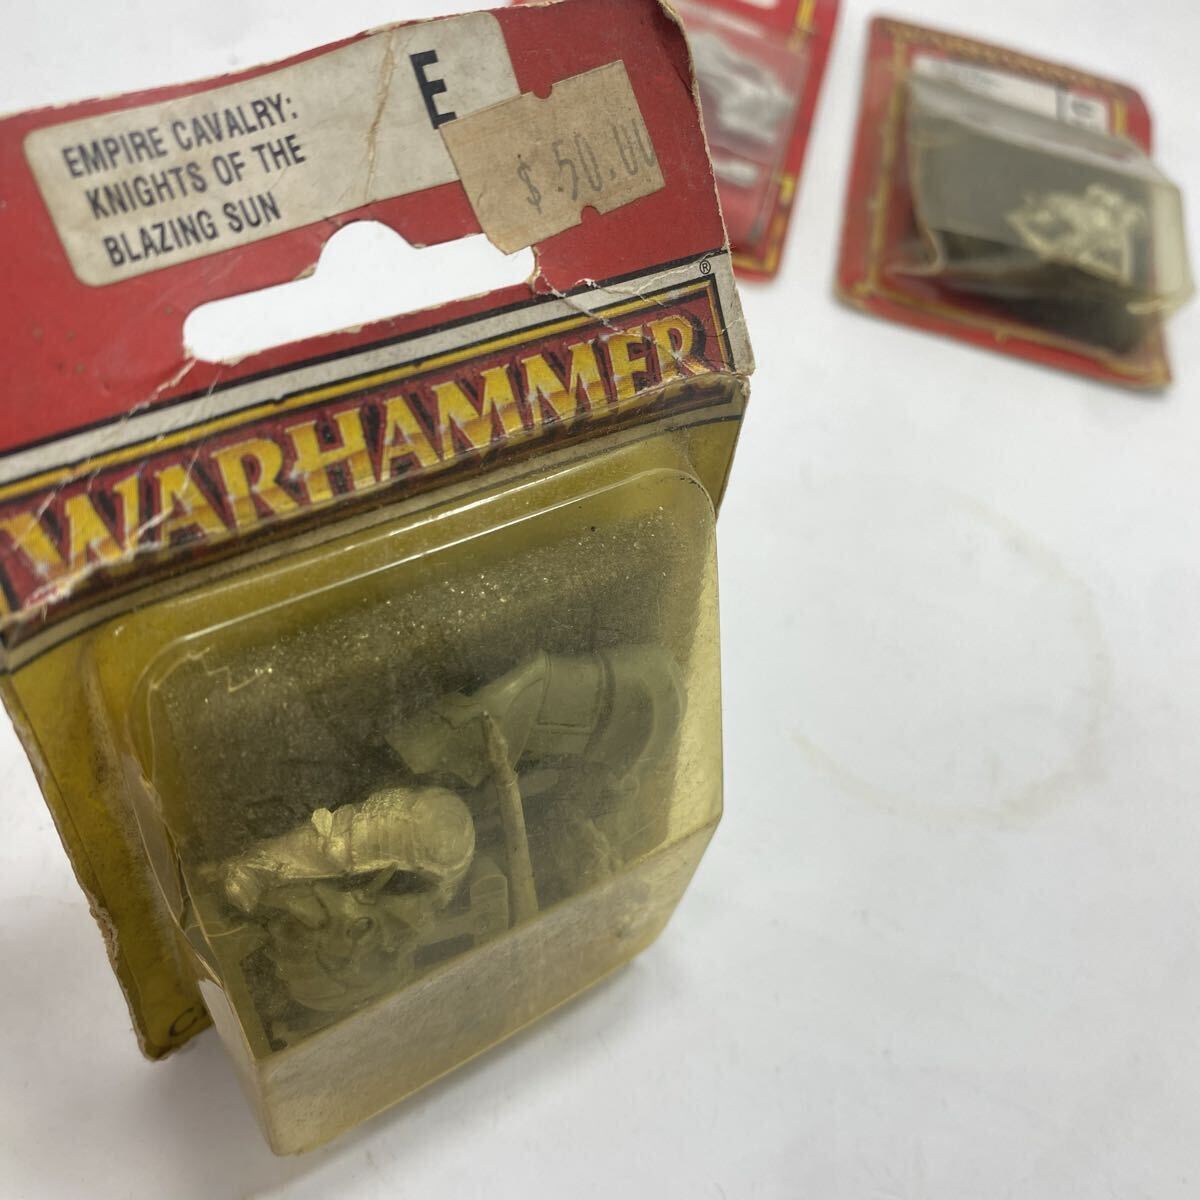 EMPIRE CAVALRY:
KNIGHTS OF THE
BLAZING SUN
E
$ 50.00
WARHAMMER®